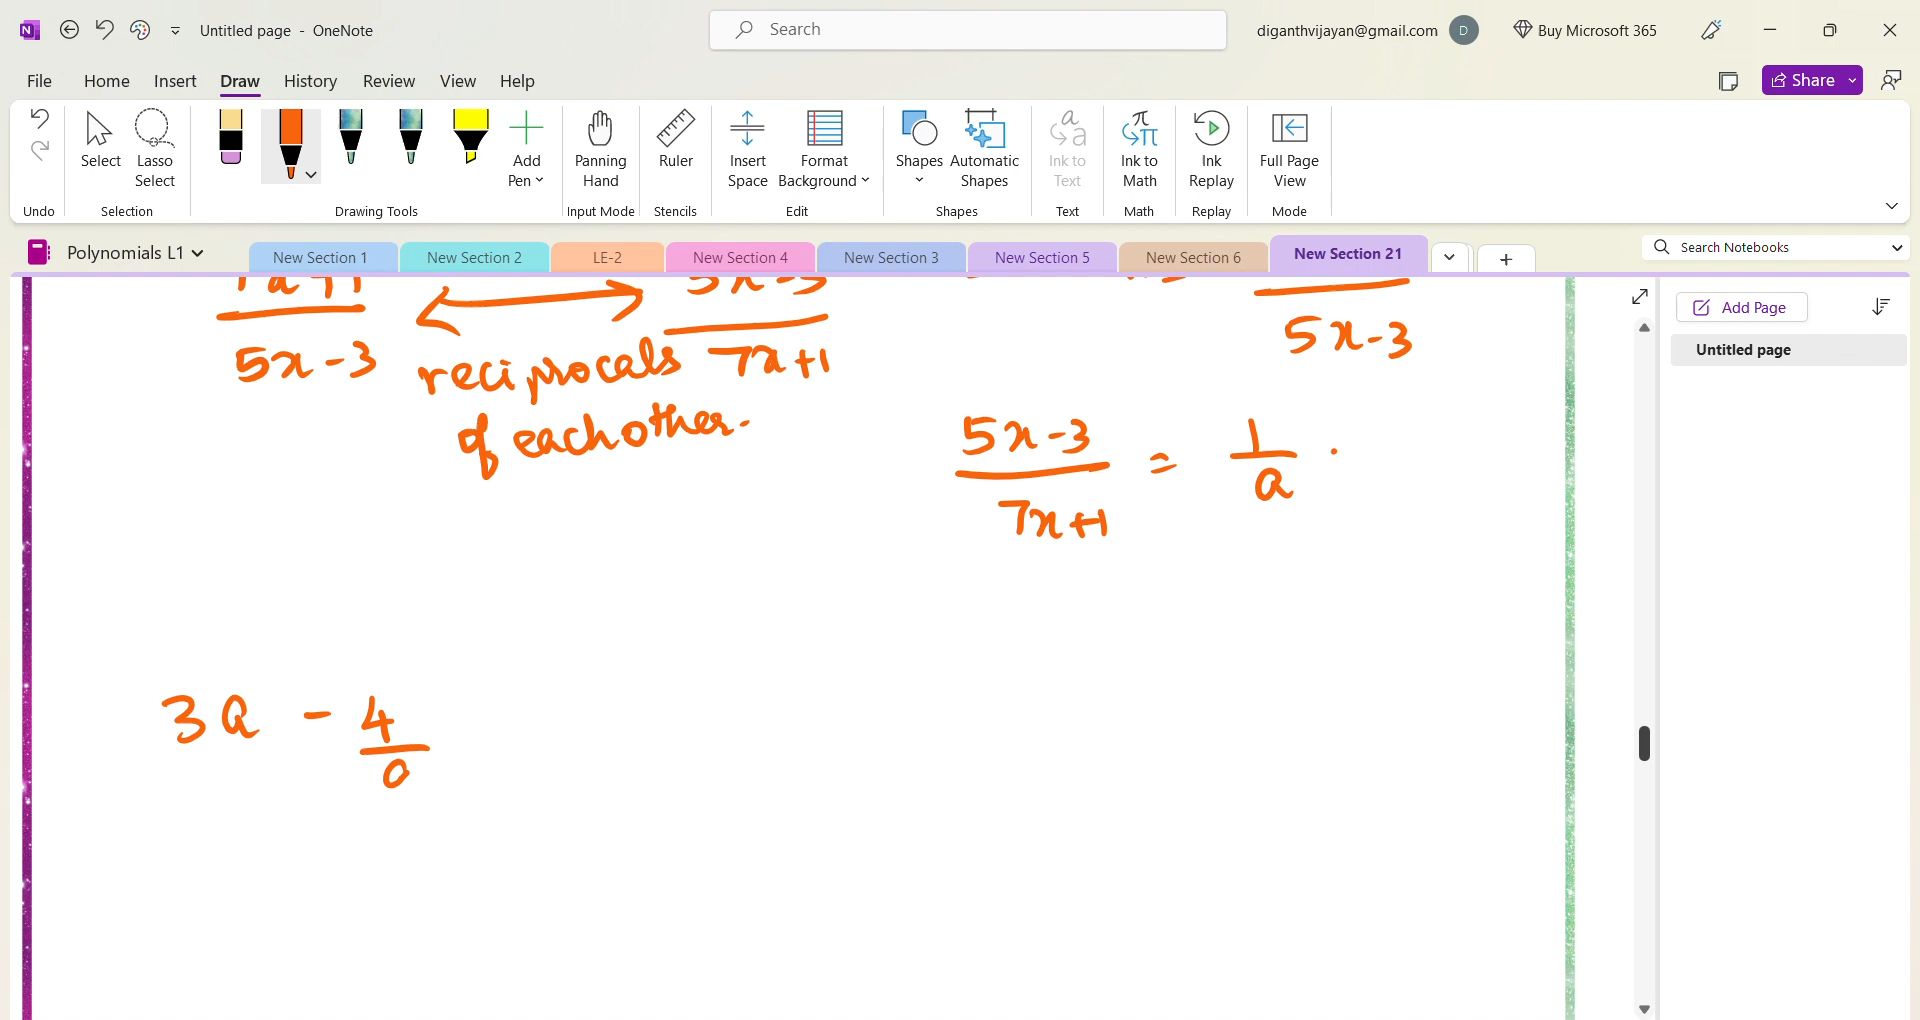 Untitled page - OneNote
Search
diganthvijayan@gmail.com
D
Buy Microsoft 365
File Home Insert Draw History Review View Help
Share
Select
Lasso Select
Add Pen
Panning Hand
Ruler
Insert Space
Format Background
Shapes
Automatic Shapes
Ink to Text
Ink to Math
Ink Replay
Full Page View
Undo Selection Drawing Tools Input Mode Stencils Edit Shapes Text Math Replay Mode
Polynomials L1
New Section 1 New Section 2 LE-2 New Section 4 New Section 3 New Section 5 New Section 6 New Section 21
Search Notebooks
Add Page
Untitled page
5x-3
reciprocals
of each other.
7x+1
5x-3
5x-3
7x+1
=
1
a
.
3a - 4
0